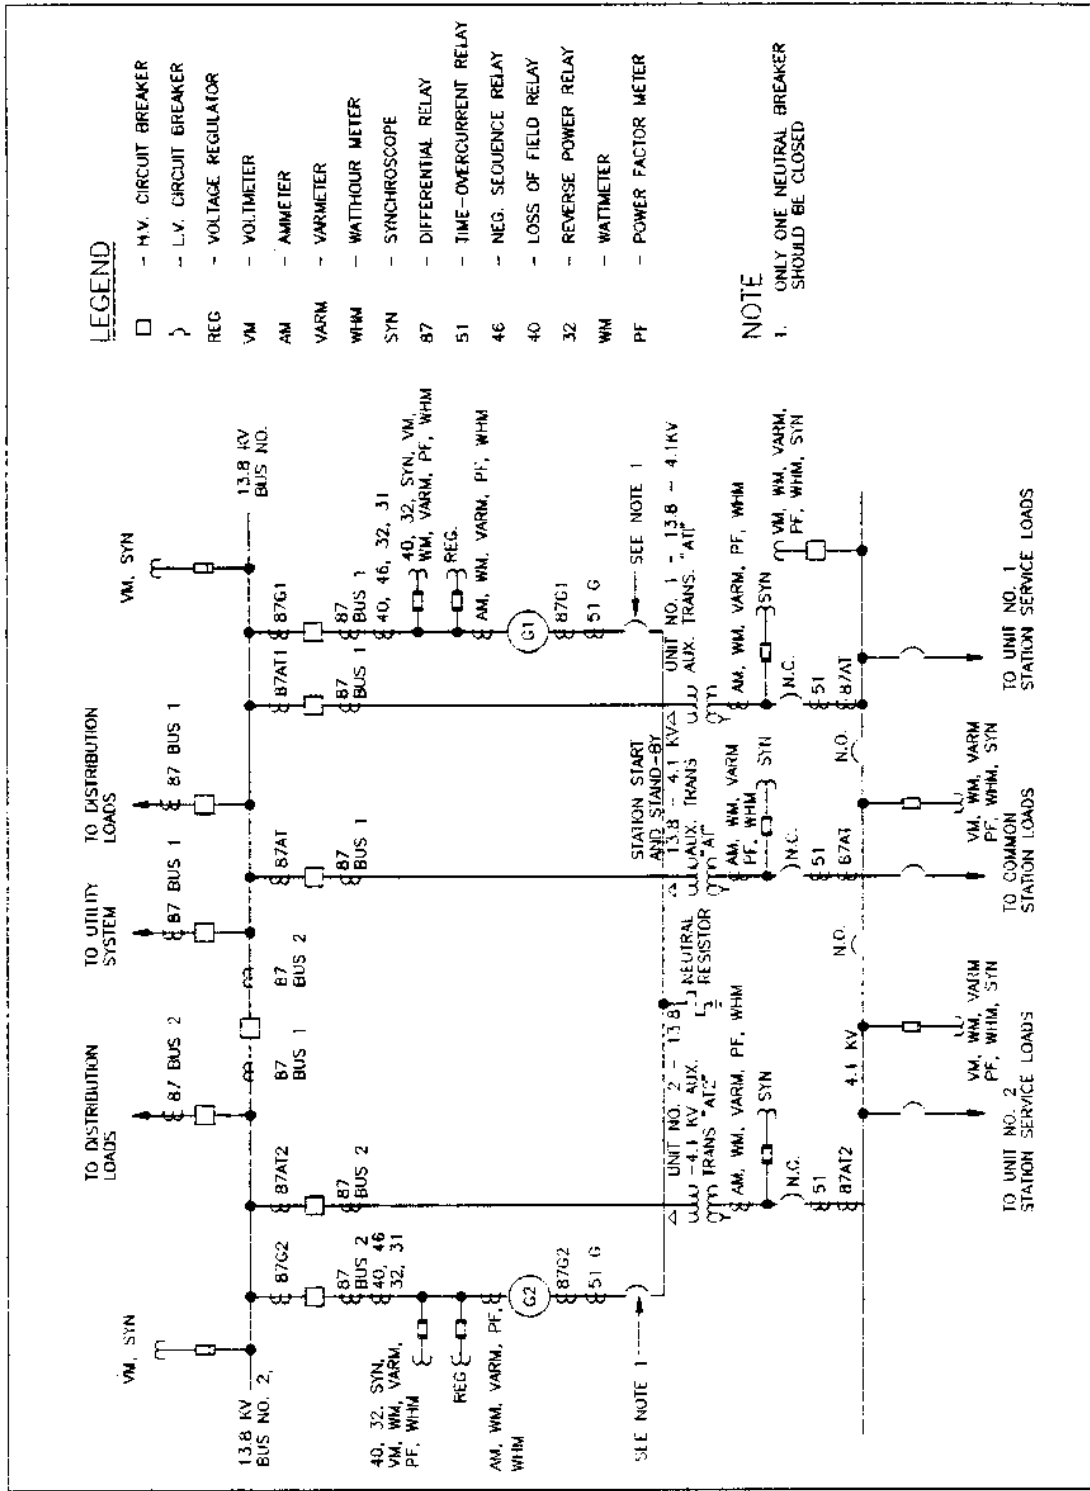 LEGEND
□ - H.V. CIRCUIT BREAKER
- L.V. CIRCUIT BREAKER
REG - VOLTAGE REGULATOR
VM - VOLTMETER
AM - AMMETER
VARM - VARMETER
WHM - WATTHOUR METER
SYN - SYNCHROSCOPE
87 - DIFFERENTIAL RELAY
51 - TIME-OVERCURRENT RELAY
46 - NEG. SEQUENCE RELAY
40 - LOSS OF FIELD RELAY
32 - REVERSE POWER RELAY
WM - WATTMETER
PF - POWER FACTOR METER
NOTE
1. ONLY ONE NEUTRAL BREAKER
SHOULD BE CLOSED
VM, SYN
TO DISTRIBUTION
LOADS
TO UTILITY
SYSTEM
TO DISTRIBUTION
LOADS
VM, SYN
87 BUS 2
87 BUS 1
87 BUS 1
13.8 KV
BUS NO. 2,
87
BUS 1
87
BUS 2
13.8 KV
BUS NO.
87G2
87AT2
87AT
87AT1
87G1
87
BUS 2
87
BUS 2
87
BUS 1
87
BUS 1
87
BUS 1
40, 46
32, 31
40, 46, 32, 31
40, 32, SYN,
VM, WM, VARM,
PF, WHM
40, 32, SYN, VM,
WM, VARM, PF, WHM
REG
REG.
AM, WM, VARM, PF,
WHM
AM, WM, VARM, PF, WHM
G2
G1
87G2
87G1
51 G
51 G
SEE NOTE 1
SEE NOTE 1
UNIT NO. 2 - 13.8
-4.1 KV AUX.
TRANS "AT2"
NEUTRAL
RESISTOR
STATION START
AND STAND-BY
13.8 - 4.1 KV
AUX. TRANS
"AT"
UNIT NO. 1 - 13.8 - 4.1KV
AUX. TRANS. "AT1"
AM, WM, VARM, PF, WHM
AM, WM, VARM
PF, WHM
AM, WM, VARM, PF, WHM
SYN
SYN
SYN
VM, WM, VARM,
PF, WHM, SYN
N.C.
N.C.
N.C.
51
51
51
87AT2
87AT
87AT
4.1 KV
N.O.
N.O.
VM, WM, VARM
PF, WHM, SYN
VM, WM, VARM
PF, WHM, SYN
TO UNIT NO. 2
STATION SERVICE LOADS
TO COMMON
STATION LOADS
TO UNIT NO. 1
STATION SERVICE LOADS